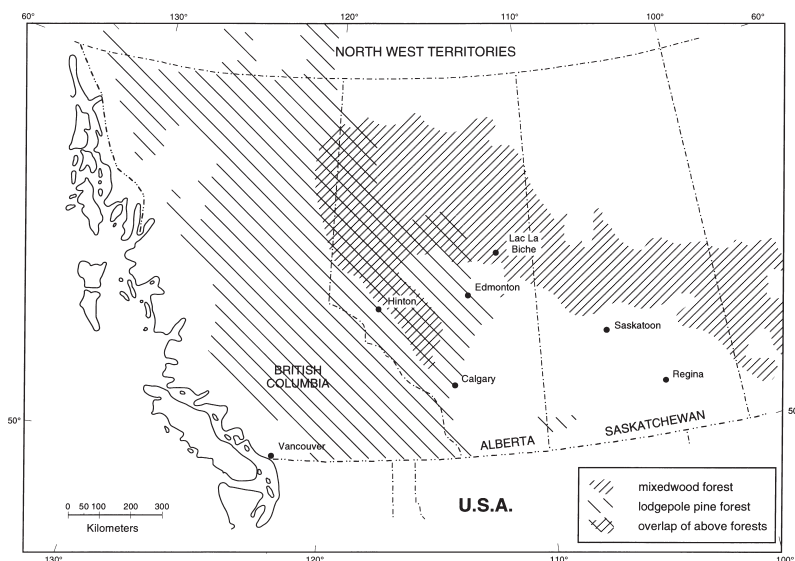 60° 130° 120° 110° 100° 60°
NORTH WEST TERRITORIES
Lac La
Biche
Edmonton
Hinton
Saskatoon
BRITISH
COLUMBIA
Calgary
Regina
50° 50
ALBERTA SASKATCHEWAN
Vancouver
U.S.A.
0 50 100 200 300
Kilometers
mixedwood forest
lodgepole pine forest
overlap of above forests
130° 120° 110° 100°